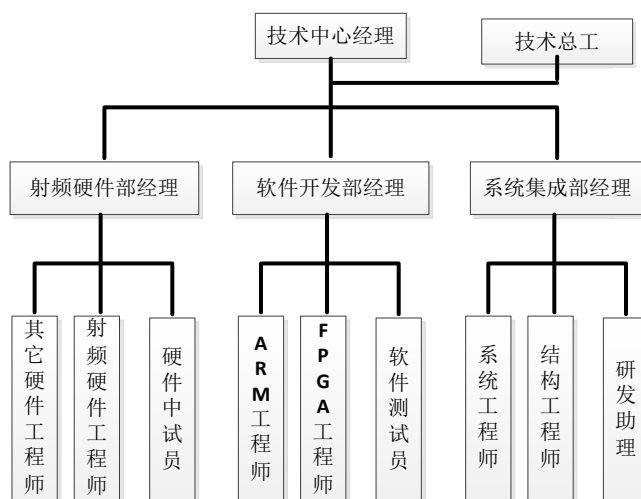 技术中心经理
技术总工
射频硬件部经理
软件开发部经理
系统集成部经理
其它硬件工程师
射频硬件工程师
硬件中试员
ARM工程师
FPGA工程师
软件测试员
系统工程师
结构工程师
研发助理